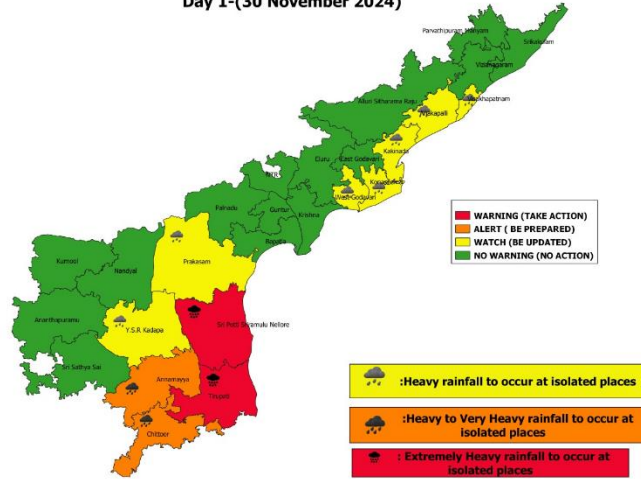 Day 1-(30 November 2024)
Parvathipuram Manyam
Srikakulam
Vizianagaram
Alluri Sitharama Raju
Visakhapatnam
Anakapalli
Kakinada
Eluru
East Godavari
Konaseema
West Godavari
Krishna
Palnadu
Guntur
Bapatla
Prakasam
Kurnool
Nandyal
Ananthapuramu
Y.S.R Kadapa
Sri Potti Sriramulu Nellore
Sri Sathya Sai
Annamayya
Tirupati
Chittoor
WARNING (TAKE ACTION)
ALERT ( BE PREPARED)
WATCH (BE UPDATED)
NO WARNING (NO ACTION)
:Heavy rainfall to occur at isolated places
:Heavy to Very Heavy rainfall to occur at
isolated places
: Extremely Heavy rainfall to occur at
isolated places